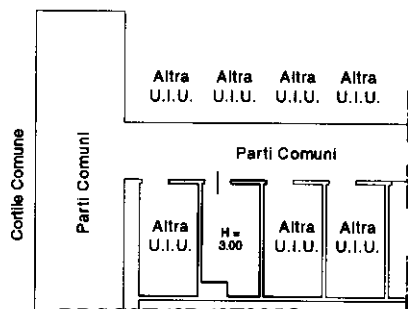 Altra Altra Altra Altra
U.I.U. U.I.U. U.I.U. U.I.U.
Parti Comuni
Cortile Comune
Parti Comuni
Altra
U.I.U.
H =
3.00
Altra
U.I.U.
Altra
U.I.U.